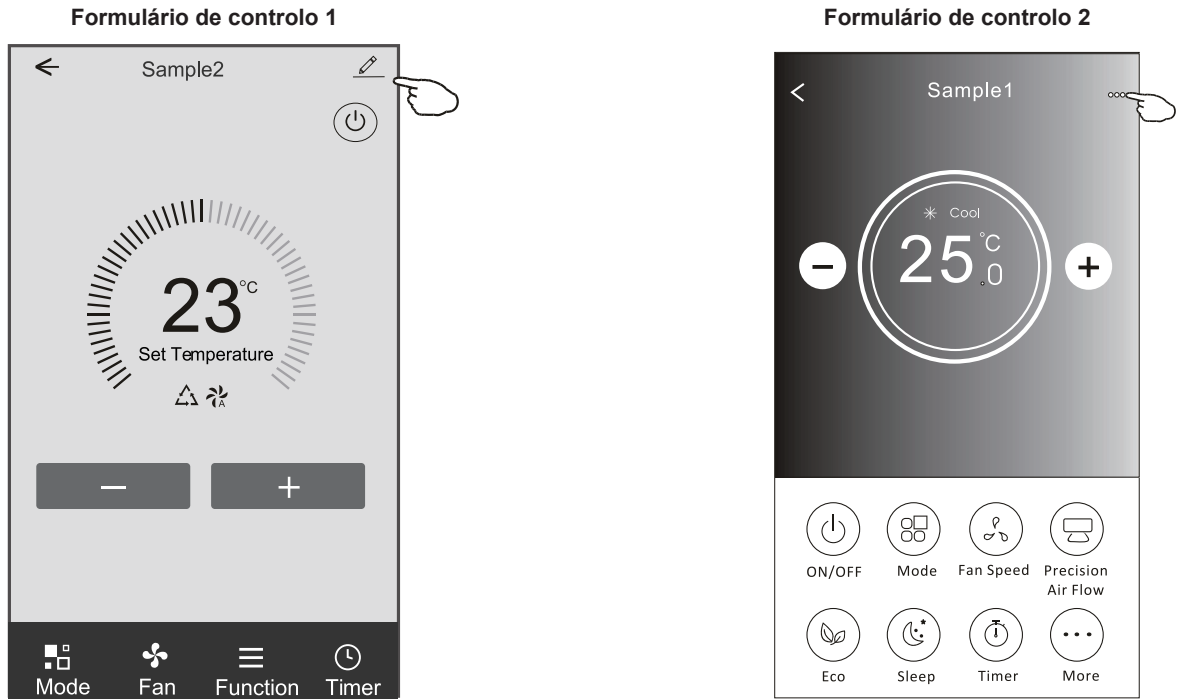 Formulário de controlo 1
Sample2
23°C
Set Temperature
A
Mode Fan Function Timer
Formulário de controlo 2
Sample1
Cool
25.0°C
ON/OFF Mode Fan Speed Precision
Air Flow
Eco Sleep Timer More